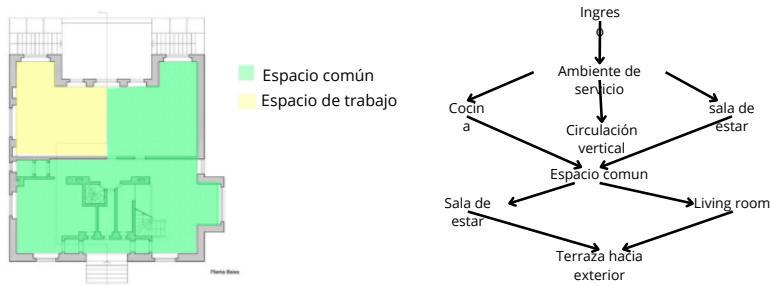 Espacio común
Espacio de trabajo
Planta Baixa
Ingres
o
Ambiente de
servicio
Cocin
a
Circulación
vertical
sala de
estar
Espacio comun
Sala de
estar
Living room
Terraza hacia
exterior